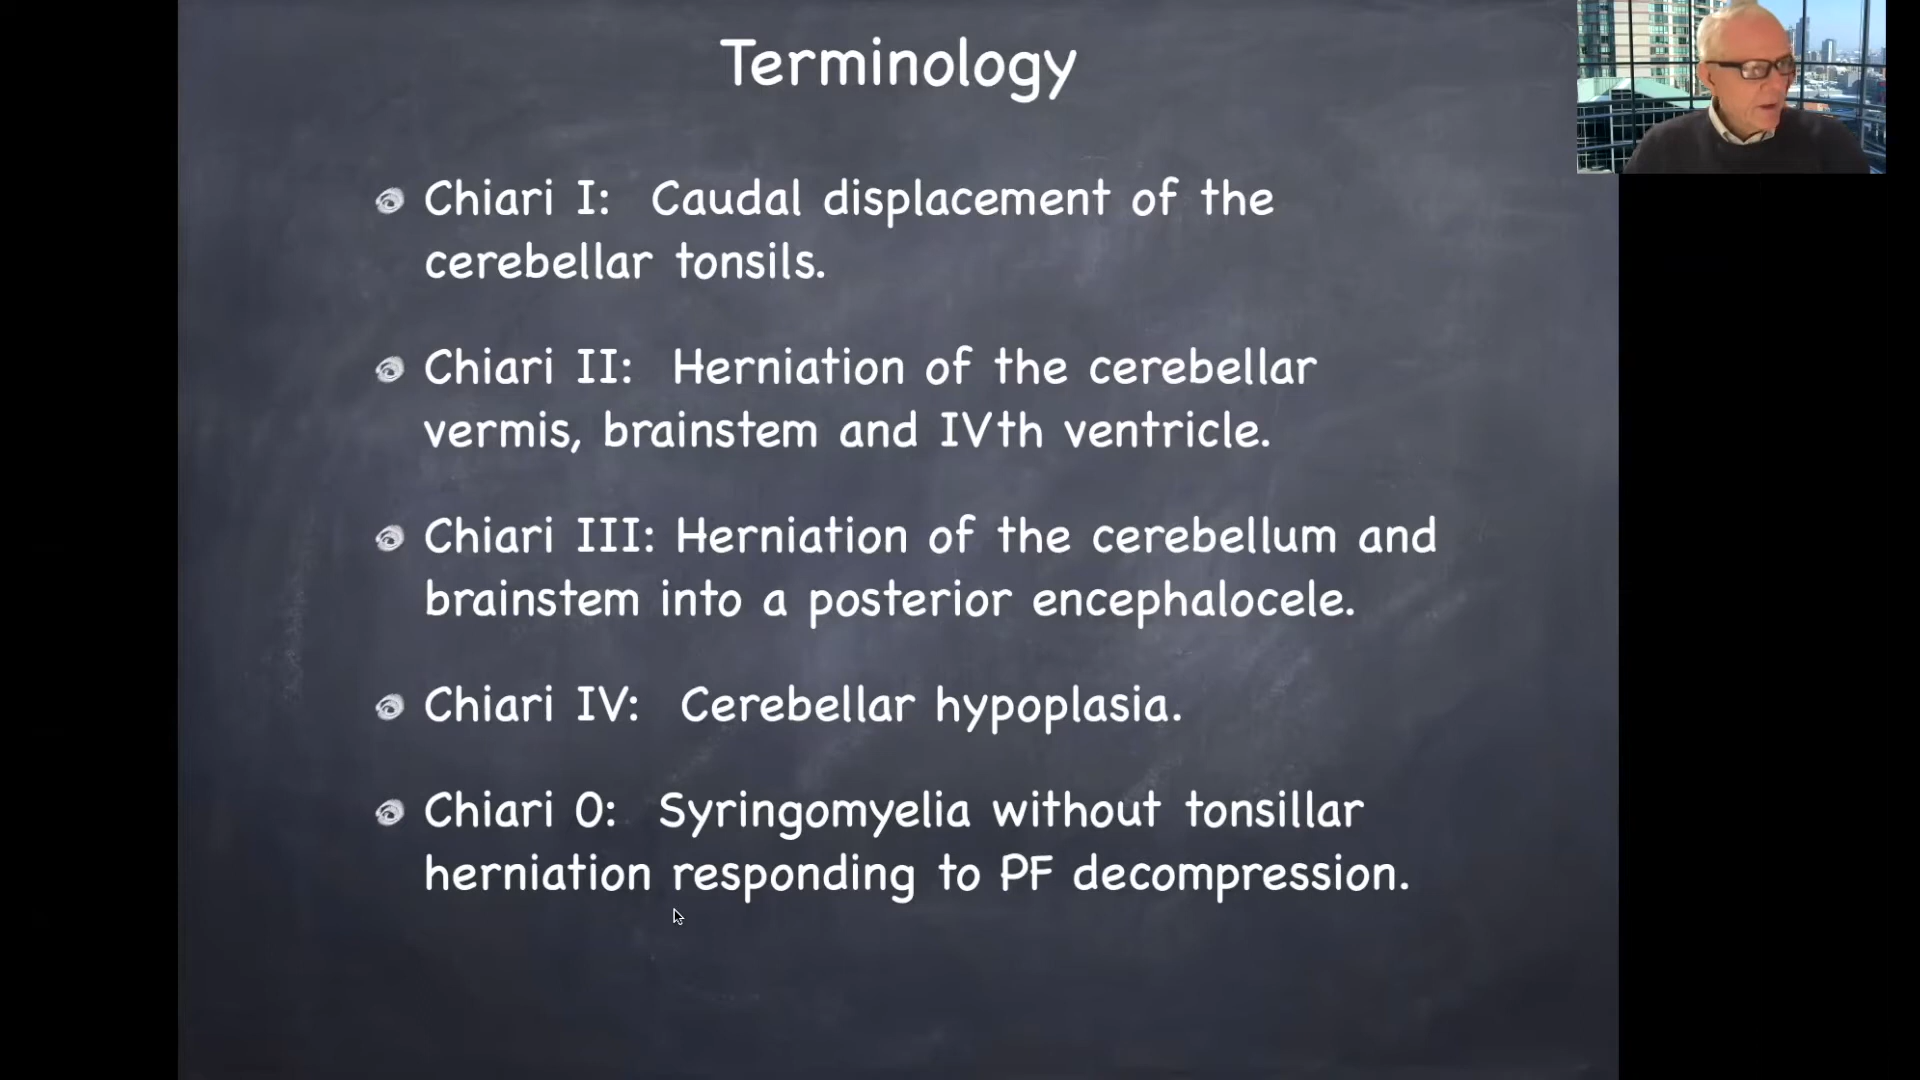 Terminology
Chiari I: Caudal displacement of the
cerebellar tonsils.
Chiari II: Herniation of the cerebellar
vermis, brainstem and IVth ventricle.
Chiari III: Herniation of the cerebellum and
brainstem into a posterior encephalocele.
Chiari IV: Cerebellar hypoplasia.
Chiari 0: Syringomyelia without tonsillar
herniation responding to PF decompression.